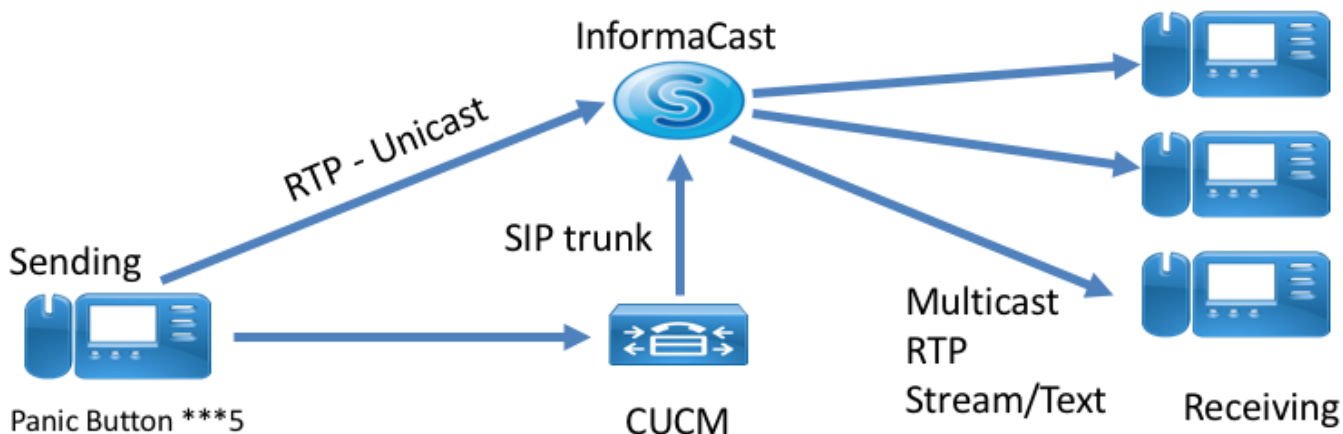 InformaCast
RTP - Unicast
SIP trunk
Sending
Multicast
RTP
Stream/Text
Panic Button ***5
CUCM
Receiving